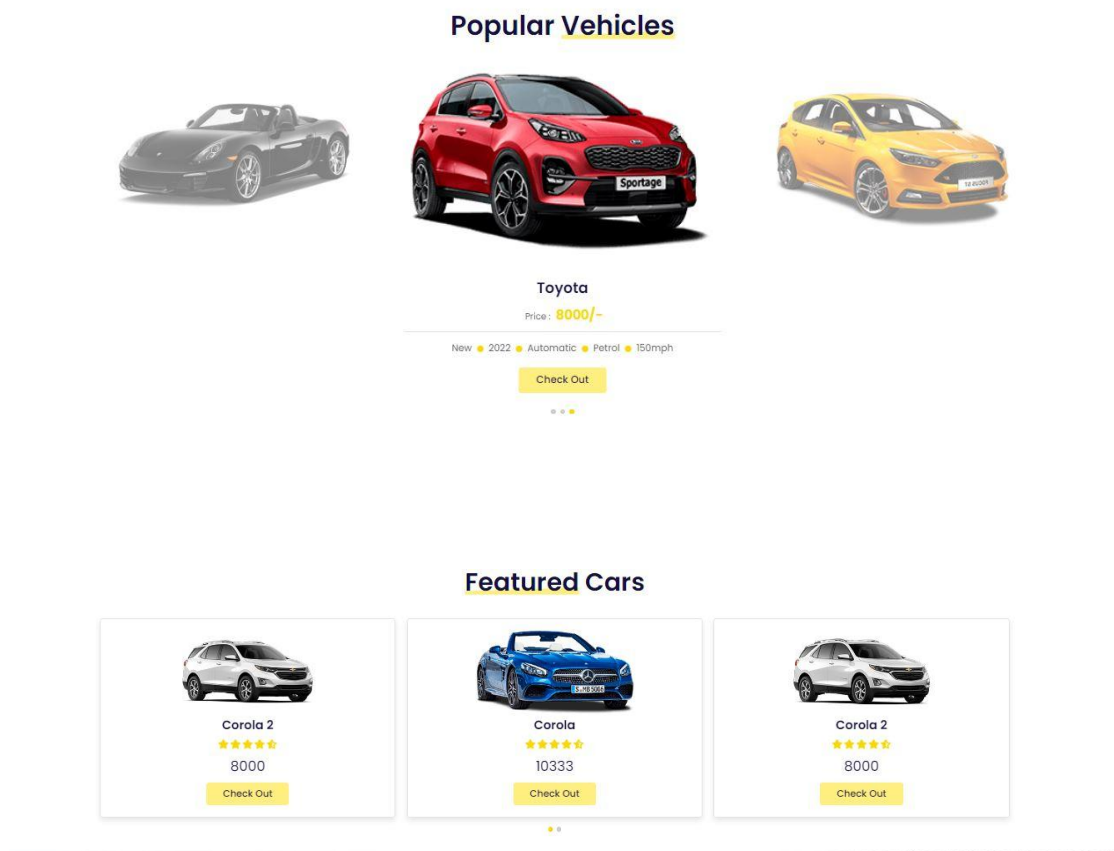 Popular Vehicles
Sportage
Toyota
Price : 8000/-
New 2022 Automatic Petrol 150mph
Check Out
Featured Cars
Corola 2
8000
Check Out
Corola
10333
Check Out
Corola 2
8000
Check Out